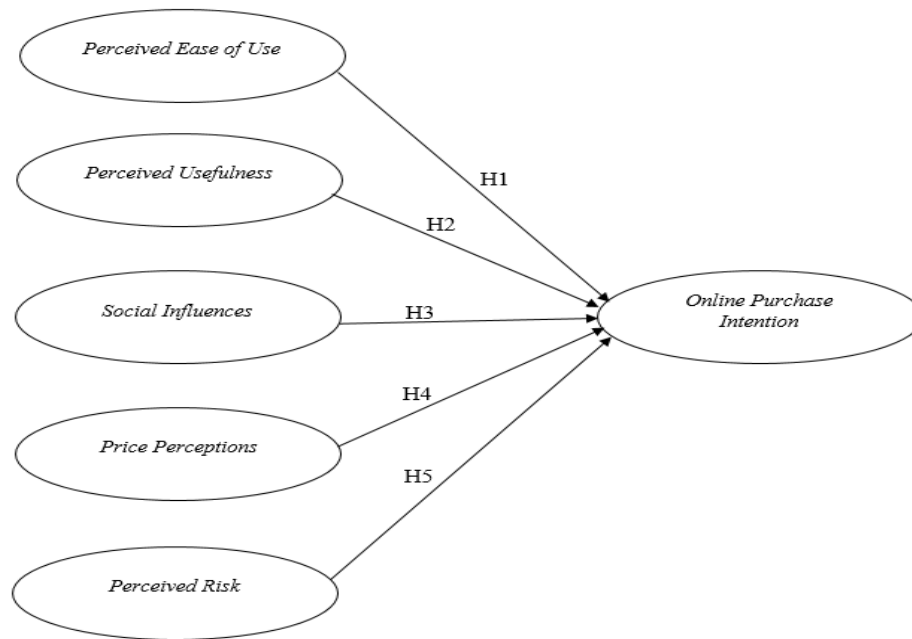 Perceived Ease of Use
Perceived Usefulness
H1
H2
Social Influences
H3
Online Purchase
Intention
H4
Price Perceptions
H5
Perceived Risk